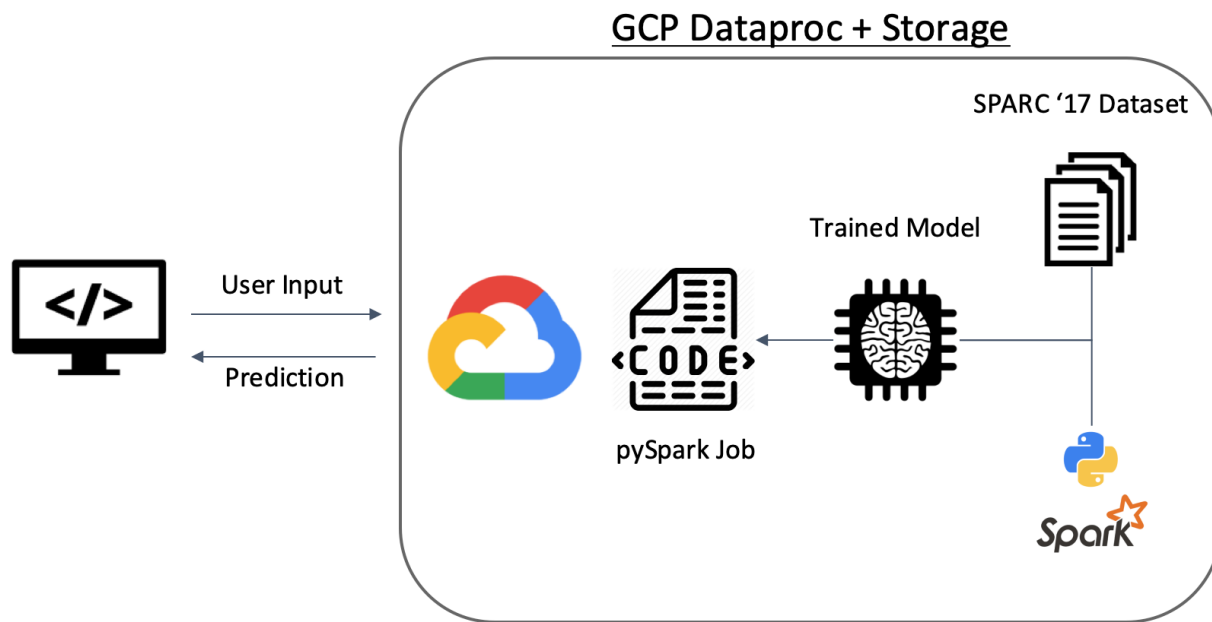 GCP Dataproc + Storage
SPARC ‘17 Dataset
Trained Model
User Input
</>
<CODE>
Prediction
pySpark Job
Spark